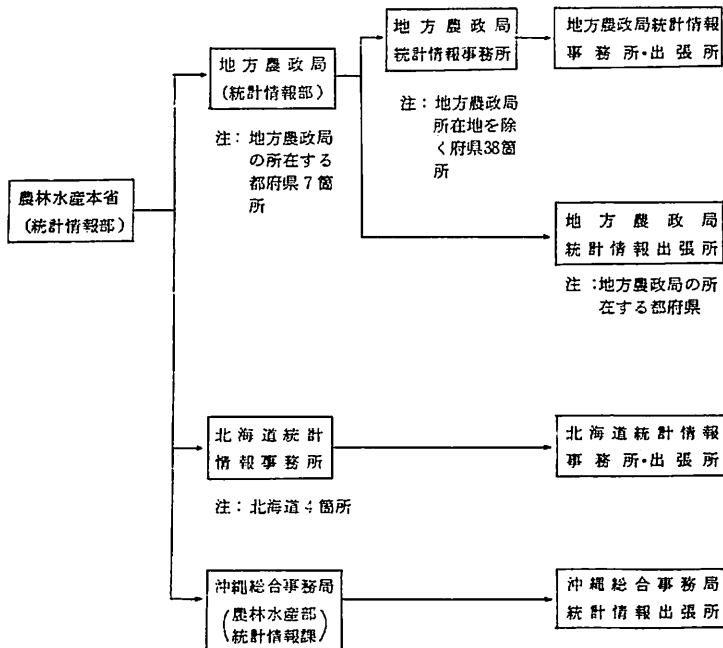 地方農政局
(統計情報部)
注：地方農政局
の所在する
都府県7箇
所
地方農政局
統計情報事務所
注：地方農政局
所在地を除
く府県38箇
所
地方農政局統計情報
事務所・出張所
農林水産本省
(統計情報部)
地方農政局
統計情報出張所
注：地方農政局の所
在する都府県
北海道統計
情報事務所
注：北海道4箇所
北海道統計情報
事務所・出張所
沖縄総合事務局
(農林水産部
統計情報課)
沖縄総合事務局
統計情報出張所